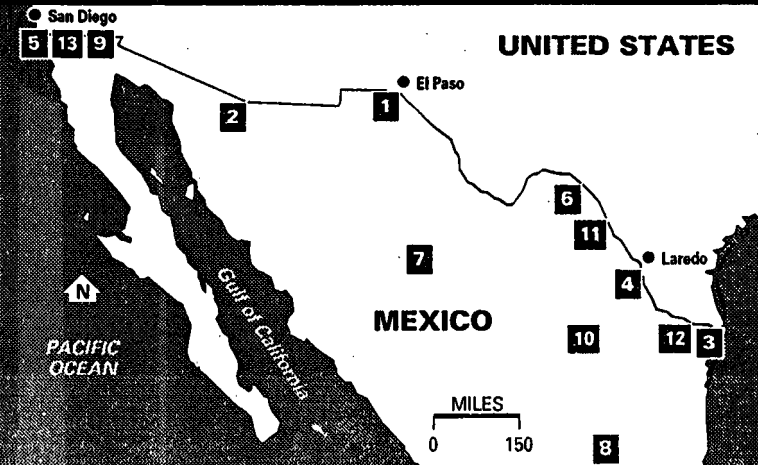 San Diego
5 13 9
UNITED STATES
El Paso
1
2
6
11
7
Laredo
4
Gulf of California
N
MEXICO
PACIFIC
OCEAN
10
12
3
MILES
0 150
8